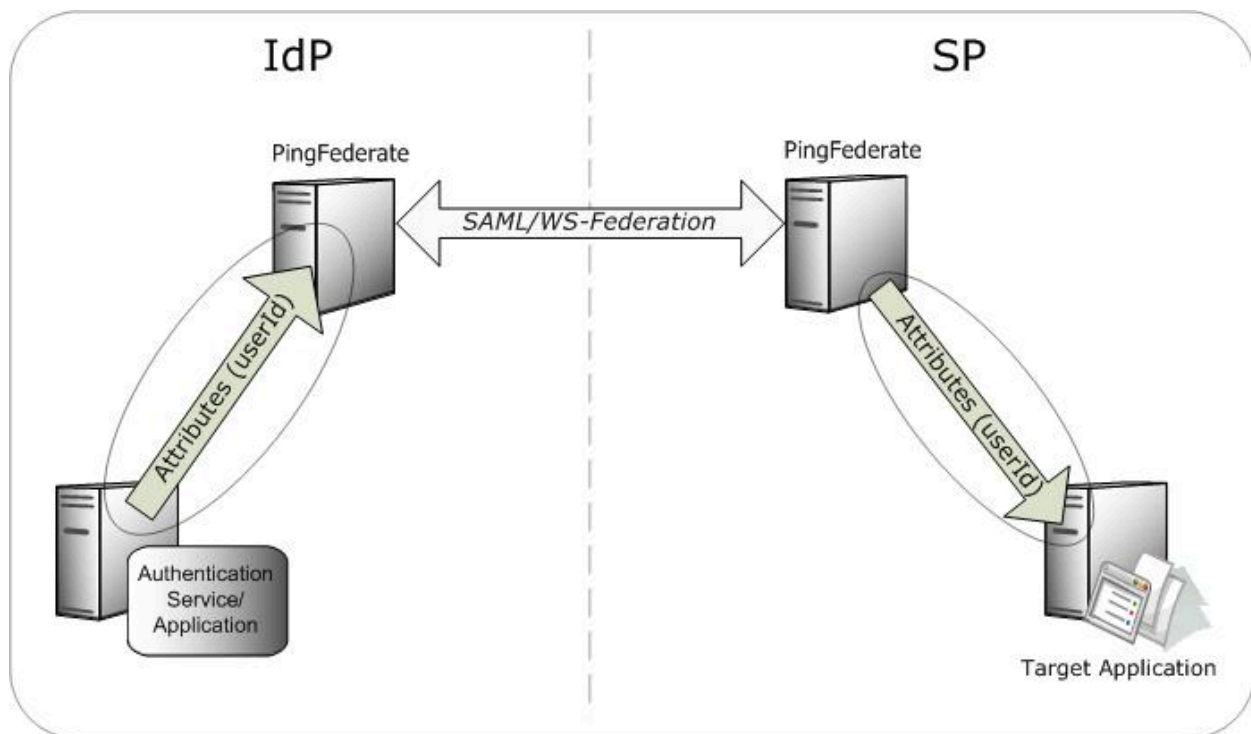 IdP
SP
PingFederate
PingFederate
SAML/WS-Federation
Attributes (userId)
Attributes (userId)
Authentication
Service/
Application
Target Application